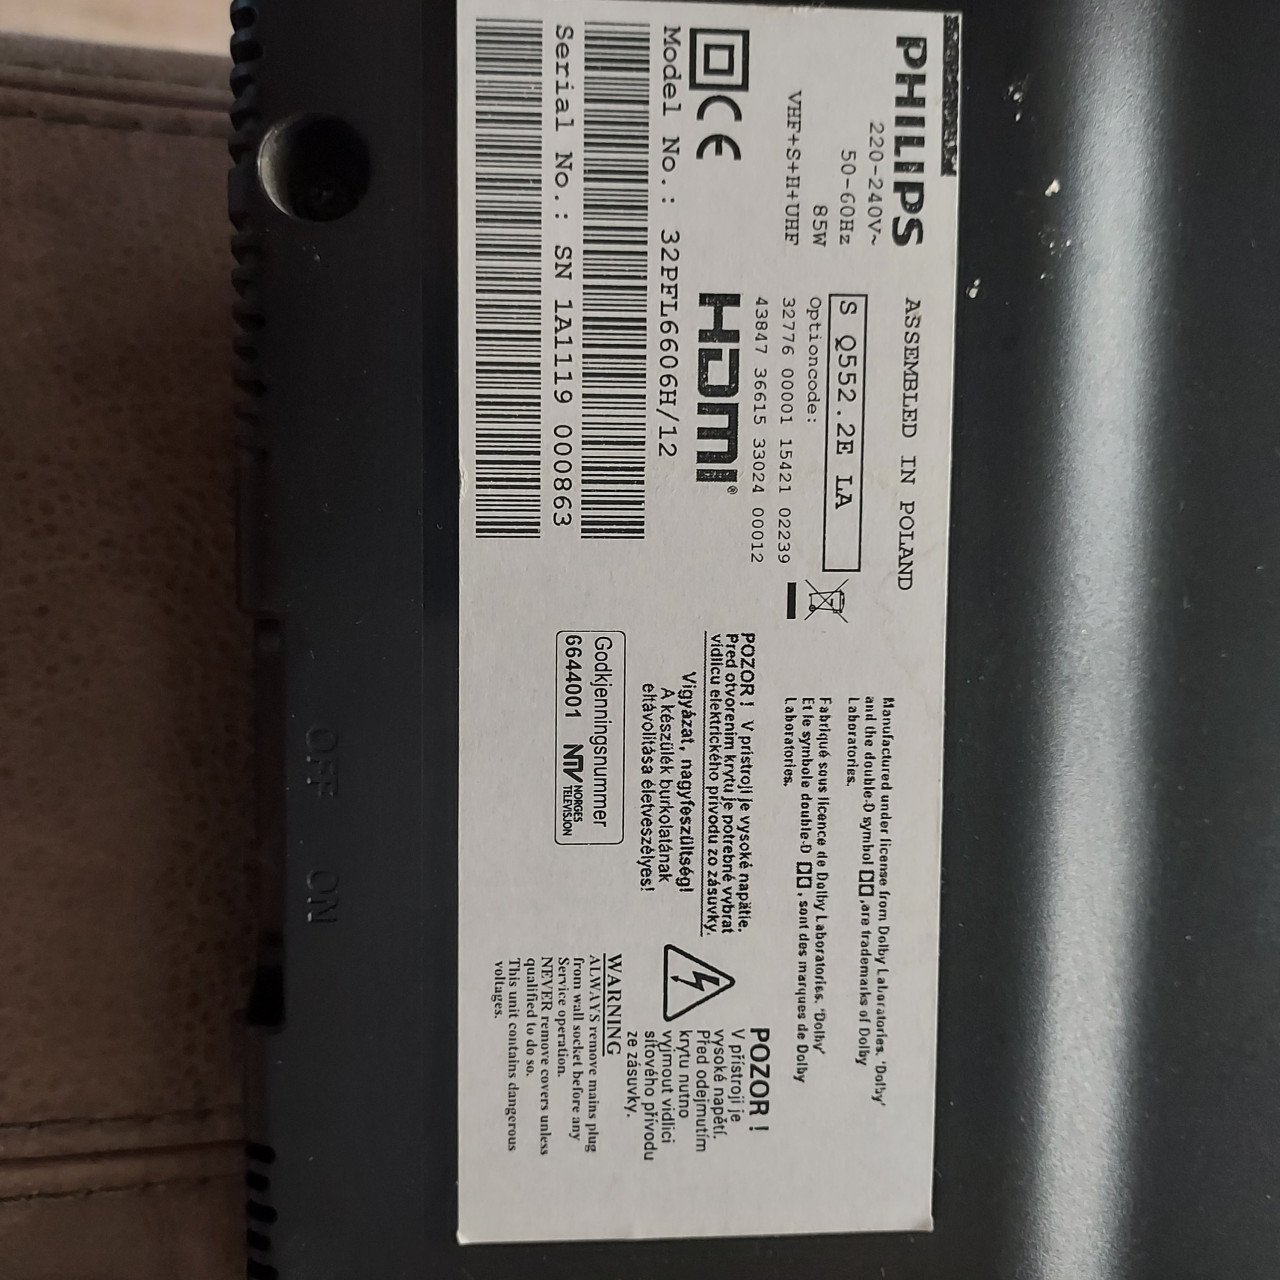 PHILIPS
220-240V~
50-60Hz
85W
VHF+S+H+UHF
CE
Model No.: 32PFL6606H/12
Serial No.: SN 1A1119 000863
ASSEMBLED IN POLAND
S Q552.2E LA
Optioncode:
32776 00001 15421 02239
43847 36615 33024 00012
HDMI®
Manufactured under license from Dolby Laboratories. 'Dolby'
and the double-D symbol ,are trademarks of Dolby
Laboratories.
Fabriqué sous licence de Dolby Laboratories. 'Dolby'
Et le symbole double-D , sont des marques de Dolby
Laboratories.
POZOR ! V prístroji je vysoké napätie.
Pred otvorením krytu je potrebné vybrat
vidlicu elektrického prívodu zo zásuvky.
Vigyázat, nagyfeszültség!
A készülék burkolatának
eltávolítása életveszélyes!
Godkjenningsnummer
6644001 NTV NORGES
TELEVISJON
POZOR !
V přístroji je
vysoké napětí.
Před odejmutím
krytu nutno
vyjmout vidlici
síťového přívodu
ze zásuvky.
WARNING
ALWAYS remove mains plug
from wall socket before any
Service operation.
NEVER remove covers unless
qualified to do so.
This unit contains dangerous
voltages.
OFF ON